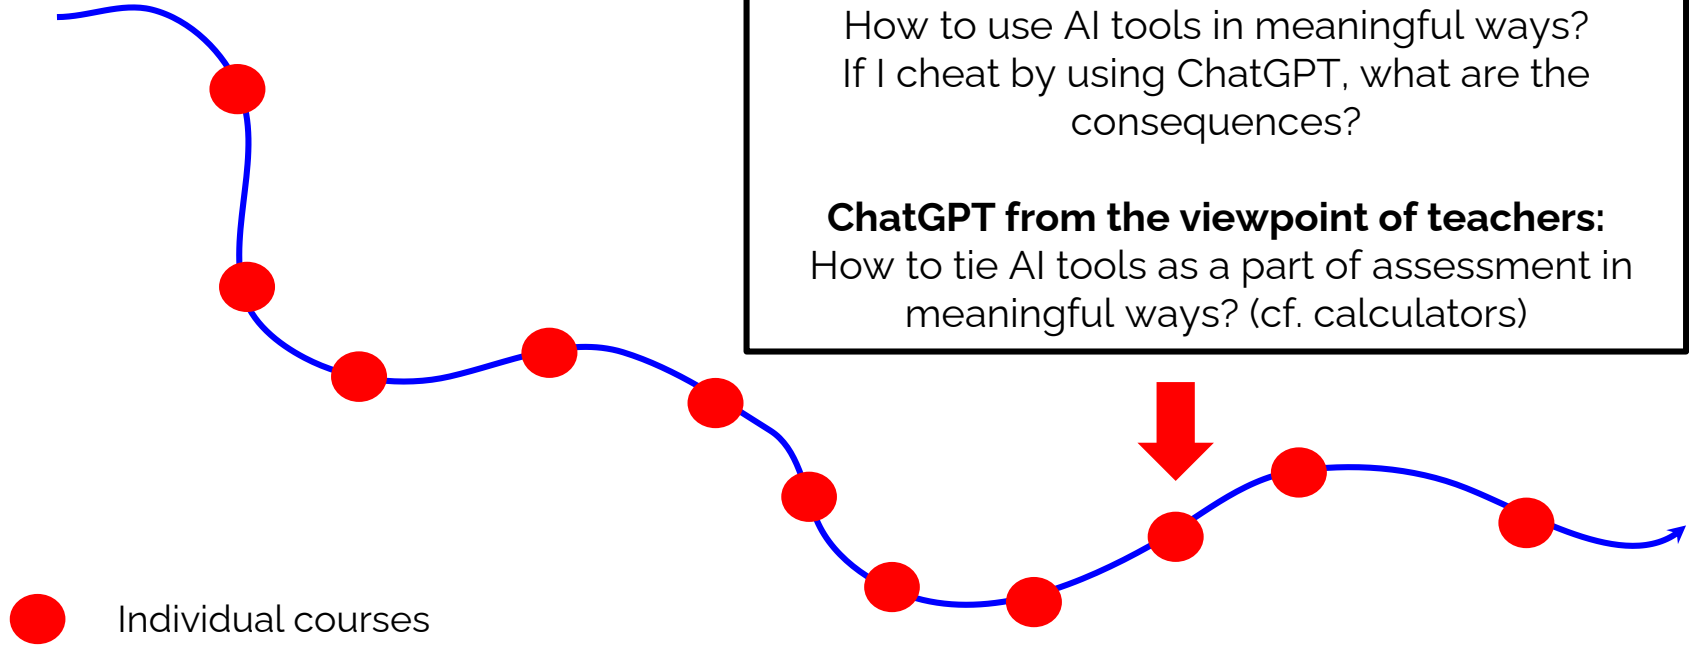 How to use AI tools in meaningful ways?
If I cheat by using ChatGPT, what are the
consequences?
ChatGPT from the viewpoint of teachers:
How to tie AI tools as a part of assessment in
meaningful ways? (cf. calculators)
Individual courses